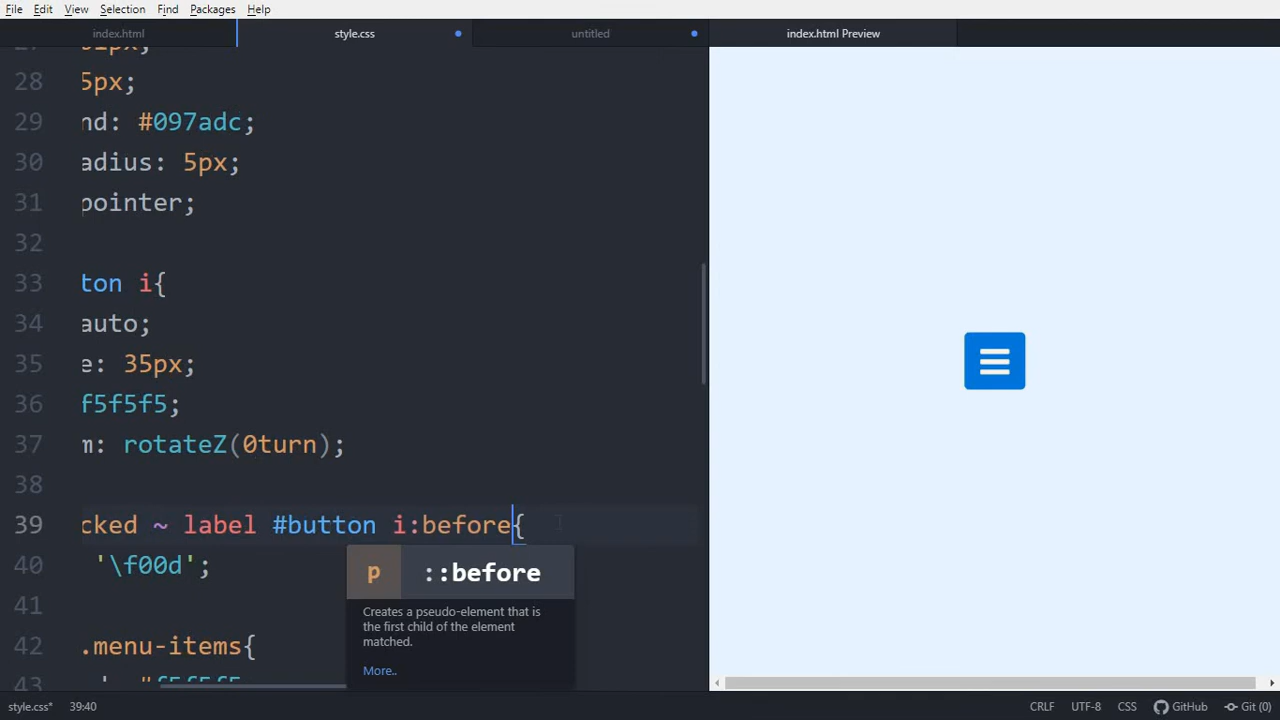 File Edit View Selection Find Packages Help
index.html
style.css
untitled
index.html Preview
28 5px;
29 nd: #097adc;
30 adius: 5px;
31 pointer;
32
33 ton i{
34 auto;
35 e: 35px;
36 f5f5f5;
37 m: rotateZ(0turn);
38
39 cked ~ label #button i:before{
40 '\f00d';
p ::before
Creates a pseudo-element that is
the first child of the element
matched.
More..
41
42 .menu-items{
43
style.css* 39:40 CRLF UTF-8 CSS GitHub Git (0)